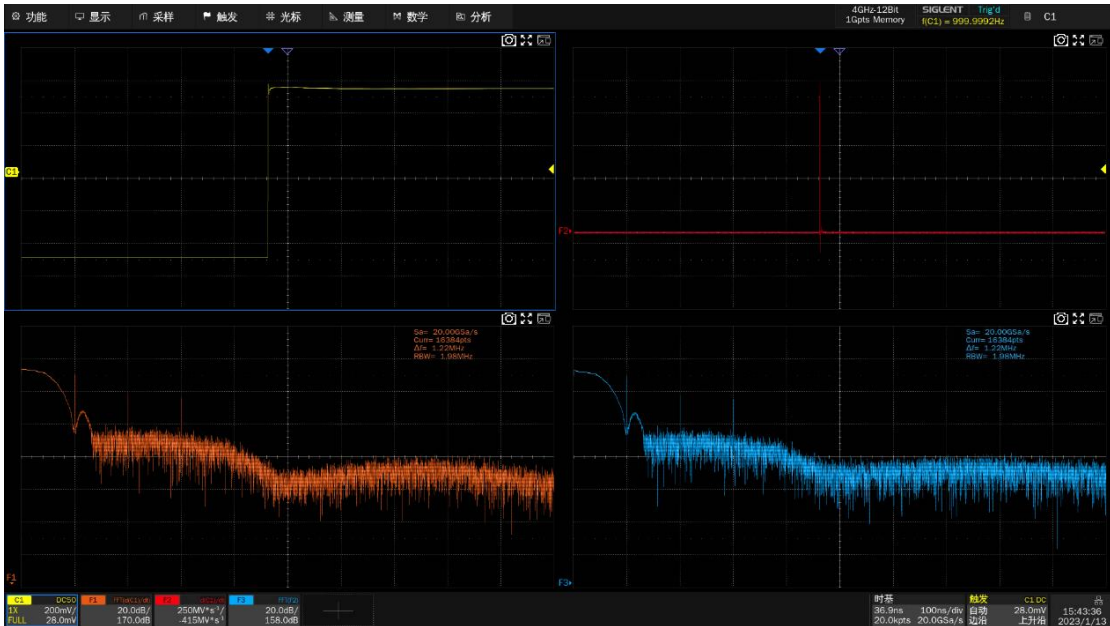 功能 显示 采样 触发 光标 测量 数学 分析
4GHz-12Bit SIGLENT Trig'd C1
1Gpts Memory f(C1) = 999.9992Hz
C1
F2
Sa= 20.00GSa/s
Curr= 16384pts
Δf= 1.22MHz
RBW= 1.98MHz
Sa= 20.00GSa/s
Curr= 16384pts
Δf= 1.22MHz
RBW= 1.98MHz
F1
F3
C1 DC50
1X 200mV/
FULL 28.0mV
F1
20.0dB/
170.0dB
F2
250MV*s⁻¹/
-415MV*s⁻¹
F3
20.0dB/
158.0dB
时基
36.9ns 100ns/div
20.0kpts 20.0GSa/s
触发 C1 DC
自动 28.0mV
边沿 上升沿
15:43:36
2023/1/13